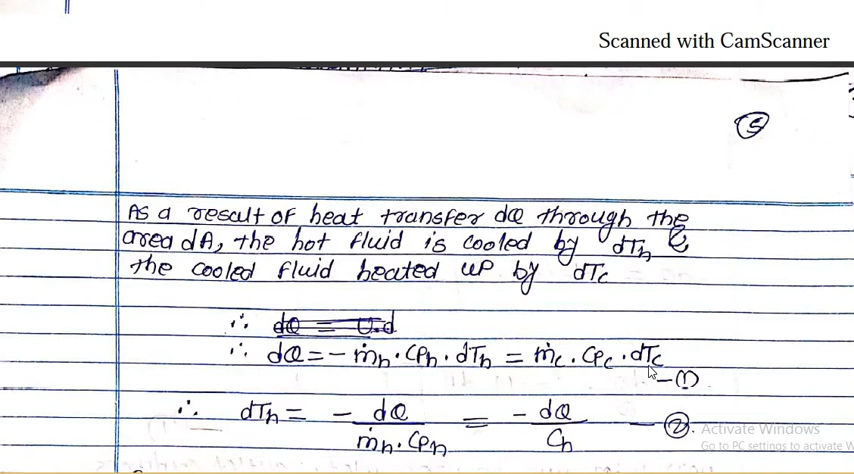 Scanned with CamScanner
⑤
As a result of heat transfer dQ through the
area dA, the hot fluid is cooled by dTh &
the cooled fluid heated up by dTc
∴ dQ = U.d
∴ dQ = - ṁh · Cph · dTh = ṁc · Cpc · dTc
—①
∴ dTh = - dQ / ṁh · Cph = - dQ / Ch — ②.
Activate Windows
Go to PC settings to activate W